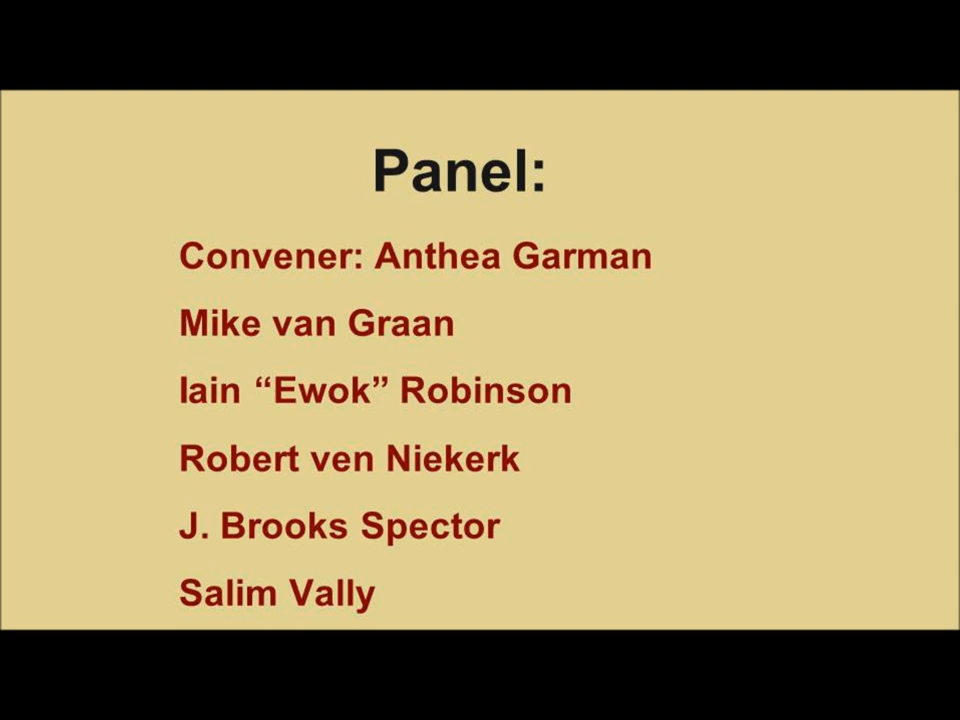 Panel:
Convener: Anthea Garman
Mike van Graan
Iain “Ewok” Robinson
Robert ven Niekerk
J. Brooks Spector
Salim Vally